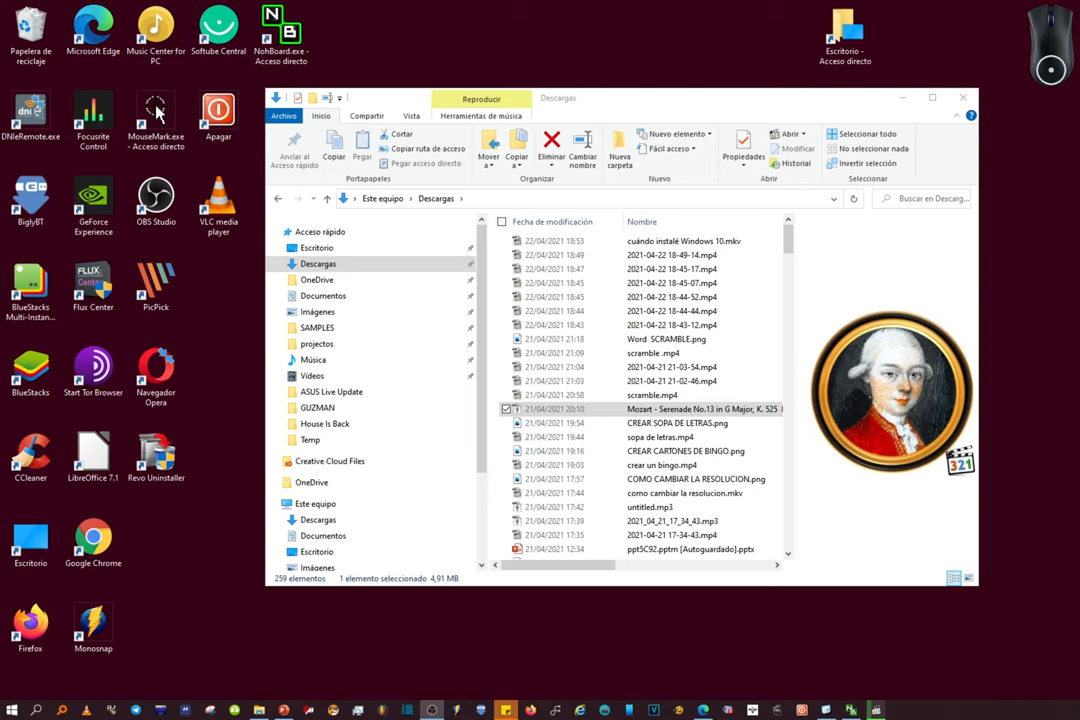 Papelera de reciclaje
Microsoft Edge
Music Center for PC
Softube Central
NohBoard.exe - Acceso directo
Escritorio - Acceso directo
DNIeRemote.exe
Focusrite Control
MouseMark.exe - Acceso directo
Apagar
BiglyBT
GeForce Experience
OBS Studio
VLC media player
BlueStacks Multi-Instan...
Flux Center
PicPick
BlueStacks
Start Tor Browser
Navegador Opera
CCleaner
LibreOffice 7.1
Revo Uninstaller
Escritorio
Google Chrome
Firefox
Monosnap
Reproducir
Descargas
Archivo
Inicio
Compartir
Vista
Herramientas de música
Anclar al Acceso rápido
Copiar
Pegar
Cortar
Copiar ruta de acceso
Pegar acceso directo
Mover a
Copiar a
Eliminar
Cambiar nombre
Nueva carpeta
Nuevo elemento
Fácil acceso
Propiedades
Abrir
Modificar
Historial
Seleccionar todo
No seleccionar nada
Invertir selección
Portapapeles
Organizar
Nuevo
Abrir
Seleccionar
Este equipo
Descargas
Buscar en Descarg...
Acceso rápido
Escritorio
Descargas
OneDrive
Documentos
Imágenes
SAMPLES
projectos
Música
Vídeos
ASUS Live Update
GUZMAN
House Is Back
Temp
Creative Cloud Files
OneDrive
Este equipo
Descargas
Documentos
Escritorio
Imágenes
Fecha de modificación Nombre
22/04/2021 18:53 cuándo instalé Windows 10.mkv
22/04/2021 18:49 2021-04-22 18-49-14.mp4
22/04/2021 18:47 2021-04-22 18-45-17.mp4
22/04/2021 18:45 2021-04-22 18-45-07.mp4
22/04/2021 18:45 2021-04-22 18-44-52.mp4
22/04/2021 18:44 2021-04-22 18-44-44.mp4
22/04/2021 18:43 2021-04-22 18-43-12.mp4
21/04/2021 21:18 Word SCRAMBLE.png
21/04/2021 21:09 scramble .mp4
21/04/2021 21:04 2021-04-21 21-03-54.mp4
21/04/2021 21:03 2021-04-21 21-02-46.mp4
21/04/2021 20:58 scramble.mp4
21/04/2021 20:10 Mozart - Serenade No.13 in G Major, K. 525
21/04/2021 19:54 CREAR SOPA DE LETRAS.png
21/04/2021 19:44 sopa de letras.mp4
21/04/2021 19:16 CREAR CARTONES DE BINGO.png
21/04/2021 19:03 crear un bingo.mp4
21/04/2021 17:57 COMO CAMBIAR LA RESOLUCION.png
21/04/2021 17:44 como cambiar la resolucion.mkv
21/04/2021 17:42 untitled.mp3
21/04/2021 17:39 2021_04_21_17_34_43.mp3
21/04/2021 17:35 2021-04-21 17-34-43.mp4
21/04/2021 12:34 ppt5C92.pptm [Autoguardado].pptx
321
259 elementos
1 elemento seleccionado 4,91 MB